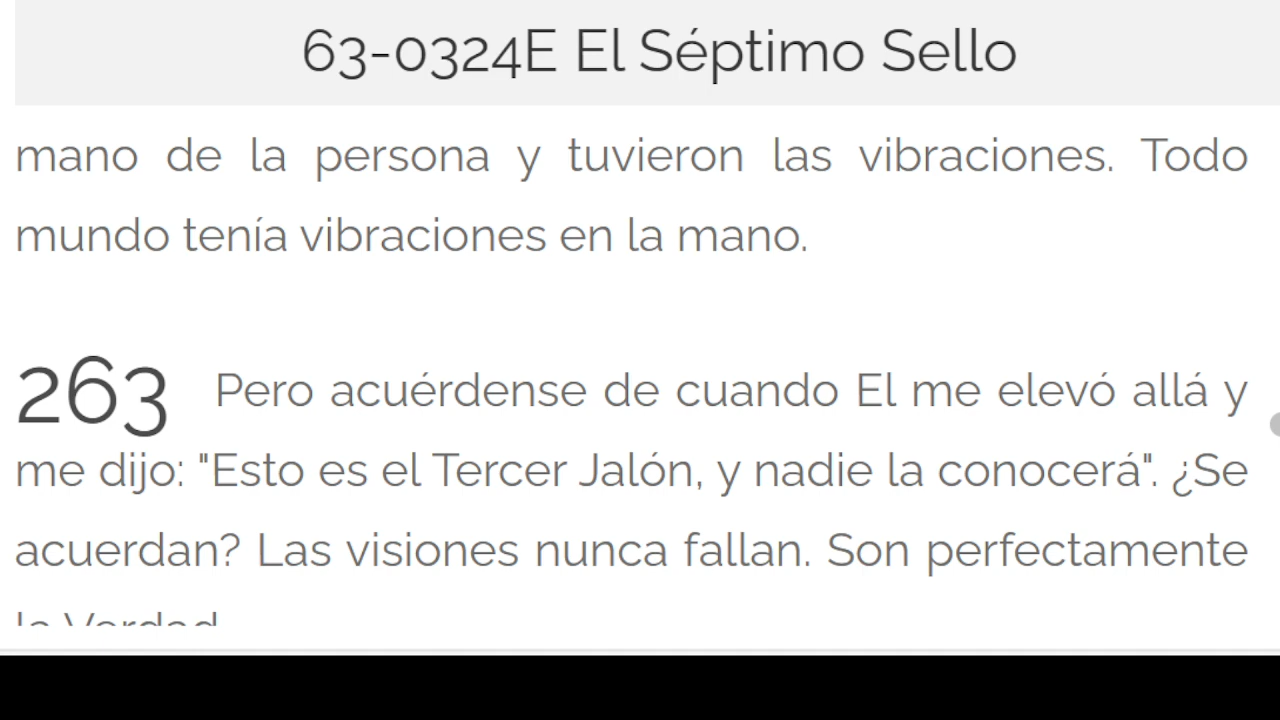 63-0324E El Séptimo Sello
mano de la persona y tuvieron las vibraciones. Todo
mundo tenía vibraciones en la mano.
263 Pero acuérdense de cuando El me elevó allá y
me dijo: "Esto es el Tercer Jalón, y nadie la conocerá". ¿Se
acuerdan? Las visiones nunca fallan. Son perfectamente
la Verdad